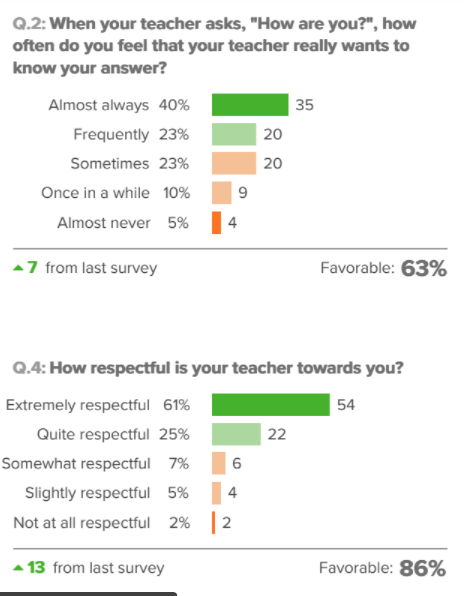 Q.2: When your teacher asks, "How are you?", how
often do you feel that your teacher really wants to
know your answer?
Almost always 40% 35
Frequently 23% 20
Sometimes 23% 20
Once in a while 10% 9
Almost never 5% 4
7 from last survey Favorable: 63%
Q.4: How respectful is your teacher towards you?
Extremely respectful 61% 54
Quite respectful 25% 22
Somewhat respectful 7% 6
Slightly respectful 5% 4
Not at all respectful 2% 2
13 from last survey Favorable: 86%